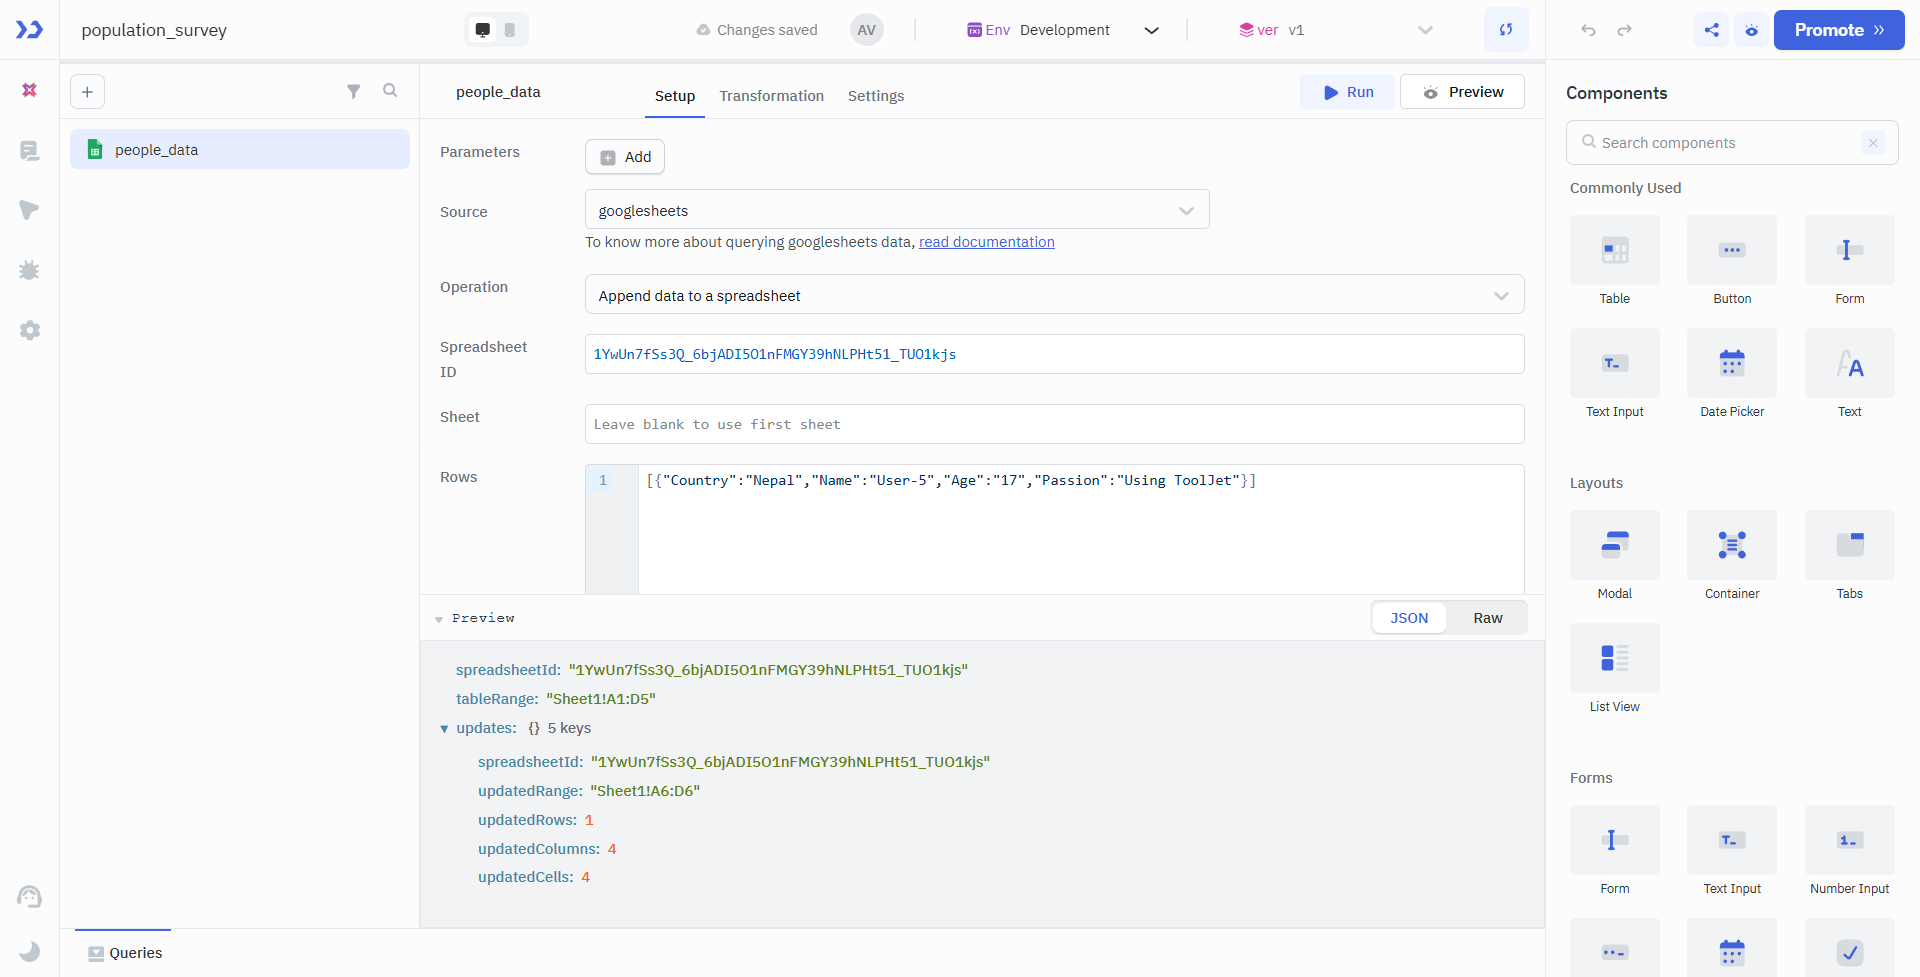 population_survey
Changes saved
AV
Env Development
ver v1
Promote
people_data
people_data
Setup
Transformation
Settings
Run
Preview
Parameters
Add
Source
googlesheets
To know more about querying googlesheets data, read documentation
Operation
Append data to a spreadsheet
Spreadsheet
ID
1YwUn7fSs3Q_6bjADI5O1nFMGY39hNLPHt51_TUO1kjs
Sheet
Leave blank to use first sheet
Rows
1
[{"Country":"Nepal","Name":"User-5","Age":"17","Passion":"Using ToolJet"}]
Preview
JSON
Raw
spreadsheetId: "1YwUn7fSs3Q_6bjADI5O1nFMGY39hNLPHt51_TUO1kjs"
tableRange: "Sheet1!A1:D5"
updates: {} 5 keys
spreadsheetId: "1YwUn7fSs3Q_6bjADI5O1nFMGY39hNLPHt51_TUO1kjs"
updatedRange: "Sheet1!A6:D6"
updatedRows: 1
updatedColumns: 4
updatedCells: 4
Queries
Components
Search components
Commonly Used
Table
Button
Form
Text Input
Date Picker
Text
Layouts
Modal
Container
Tabs
List View
Forms
Form
Text Input
Number Input